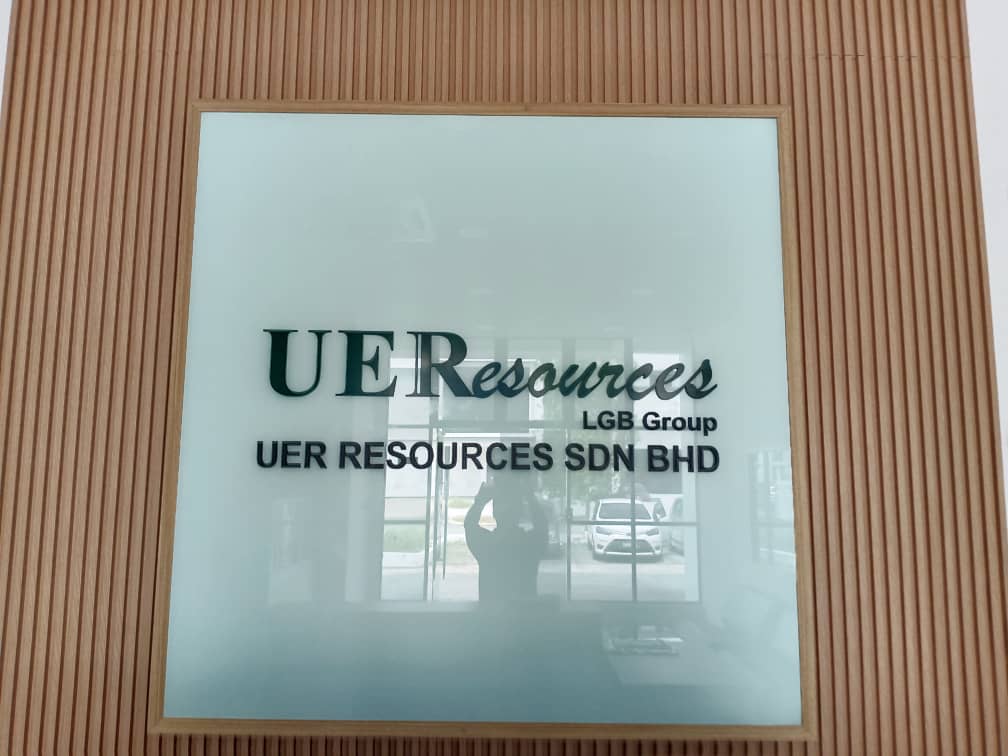 UEResources
LGB Group
UER RESOURCES SDN BHD